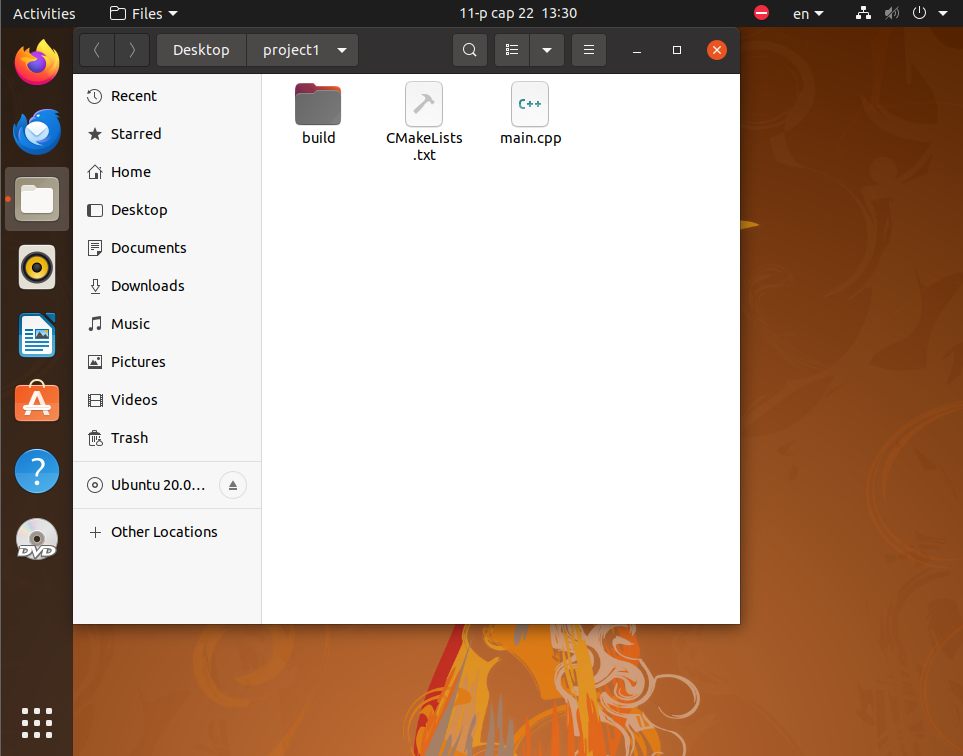 Activities
Files
11-р сар 22 13:30
en
Desktop
project1
Recent
Starred
Home
Desktop
Documents
Downloads
Music
Pictures
Videos
Trash
Ubuntu 20.0…
Other Locations
build
CMakeLists
.txt
C++
main.cpp
?
DVD